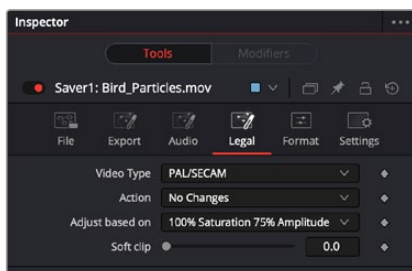 Inspector
Tools Modifiers
Saver1: Bird_Particles.mov
File Export Audio Legal Format Settings
Video Type PAL/SECAM
Action No Changes
Adjust based on 100% Saturation 75% Amplitude
Soft clip 0.0